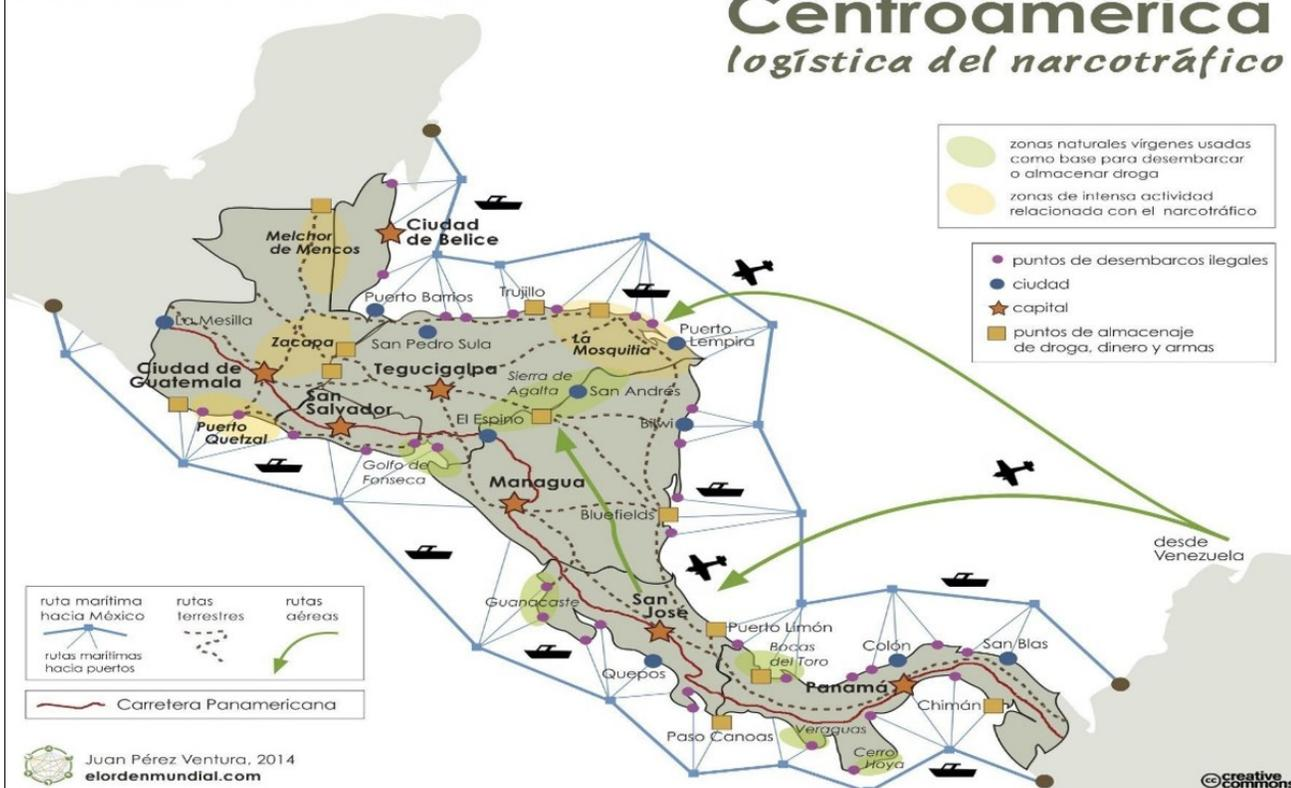 Centroamérica
logística del narcotráfico
zonas naturales vírgenes usadas
como base para desembarcar
o almacenar droga
zonas de intensa actividad
relacionada con el narcotráfico
puntos de desembarcos ilegales
ciudad
capital
puntos de almacenaje
de droga, dinero y armas
Melchor
de Mencos
Ciudad
de Belice
Puerto Barrios
Trujillo
La Mesilla
San Pedro Sula
Zacapa
La
Mosquitia
Puerto
Lempira
Ciudad de
Guatemala
Tegucigalpa
Sierra de
Agalta
San Andrés
San
Salvador
El Espino
Bilwi
Puerto
Quetzal
Golfo de
Fonseca
Managua
Bluefields
desde
Venezuela
Guanacaste
San
José
Puerto Limón
Bocas
del Toro
Colón
San Blas
Quepos
Panamá
Chimán
Paso Canoas
Veraguas
Cerro
Hoya
ruta marítima
hacia México
rutas
terrestres
rutas
aéreas
rutas marítimas
hacia puertos
Carretera Panamericana
Juan Pérez Ventura, 2014
elordenmundial.com
cc creative
commons